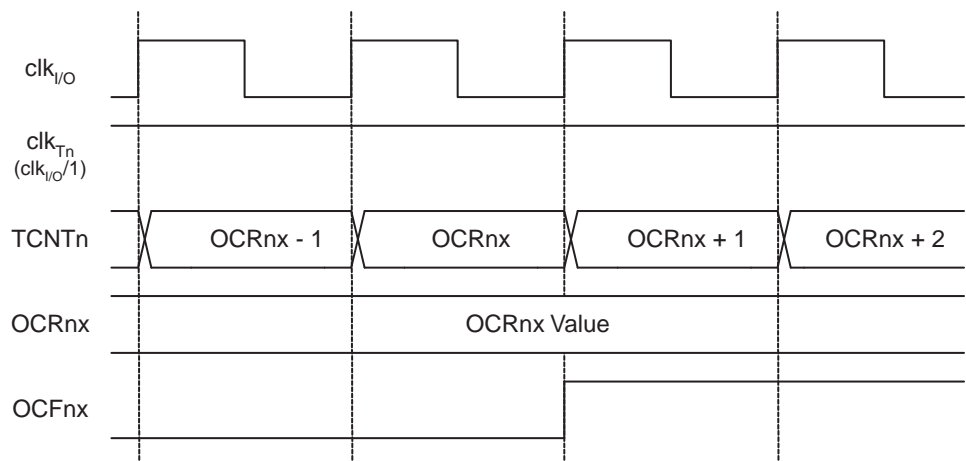 clkI/O
clkTn
(clkI/O/1)
TCNTn OCRnx - 1 OCRnx OCRnx + 1 OCRnx + 2
OCRnx OCRnx Value
OCFnx